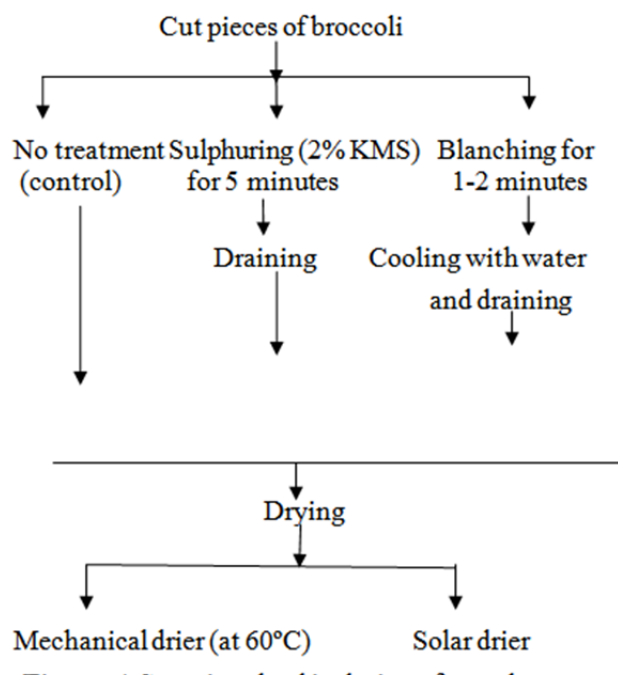 Cut pieces of broccoli
No treatment
(control)
Sulphuring (2% KMS)
for 5 minutes
Blanching for
1-2 minutes
Draining
Cooling with water
and draining
Drying
Mechanical drier (at 60°C)
Solar drier